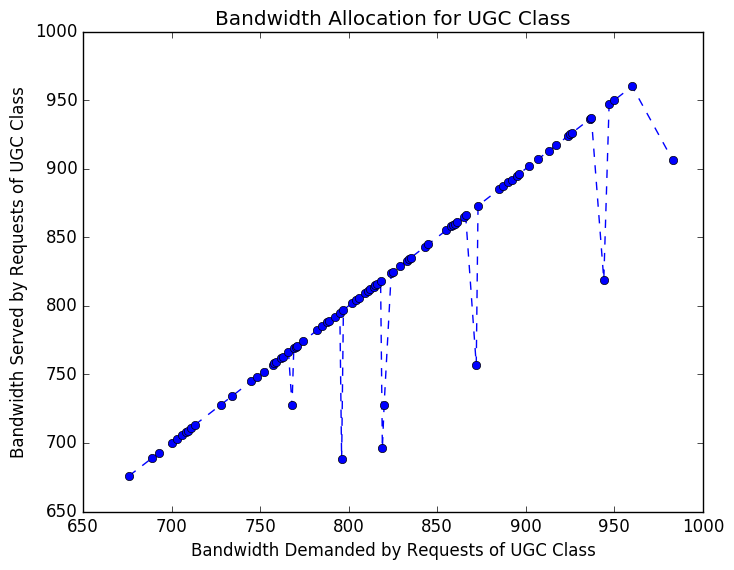 Bandwidth Allocation for UGC Class
1000
950
900
850
800
750
700
650
Bandwidth Served by Requests of UGC Class
650 700 750 800 850 900 950 1000
Bandwidth Demanded by Requests of UGC Class